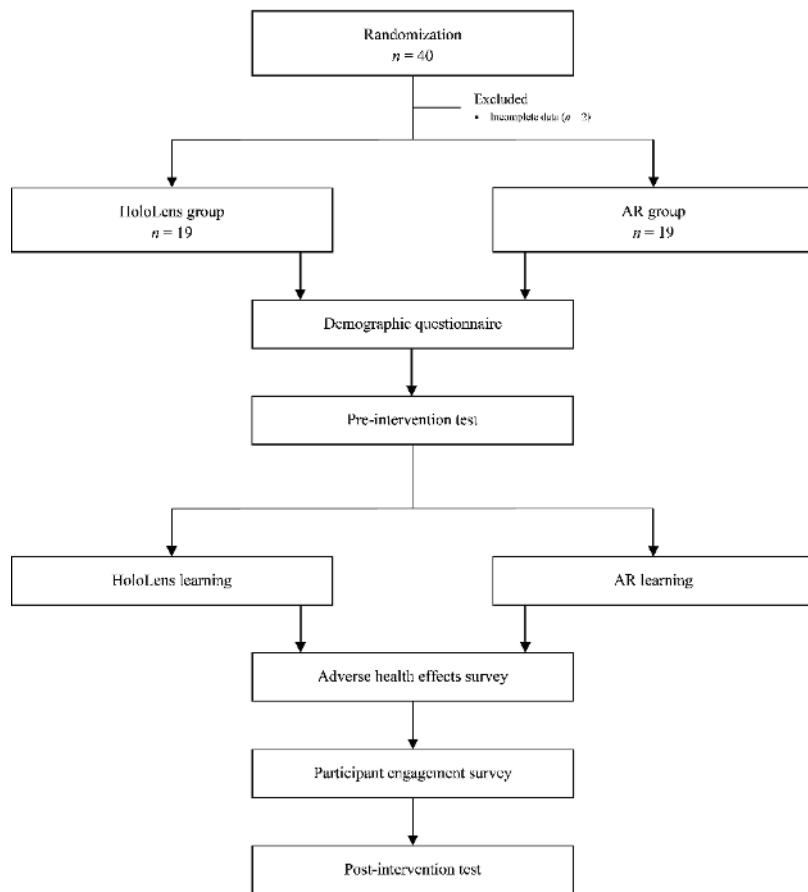 Randomization
n = 40
Excluded
• Incomplete data (n = 2)
HoloLens group
n = 19
AR group
n = 19
Demographic questionnaire
Pre-intervention test
HoloLens learning
AR learning
Adverse health effects survey
Participant engagement survey
Post-intervention test